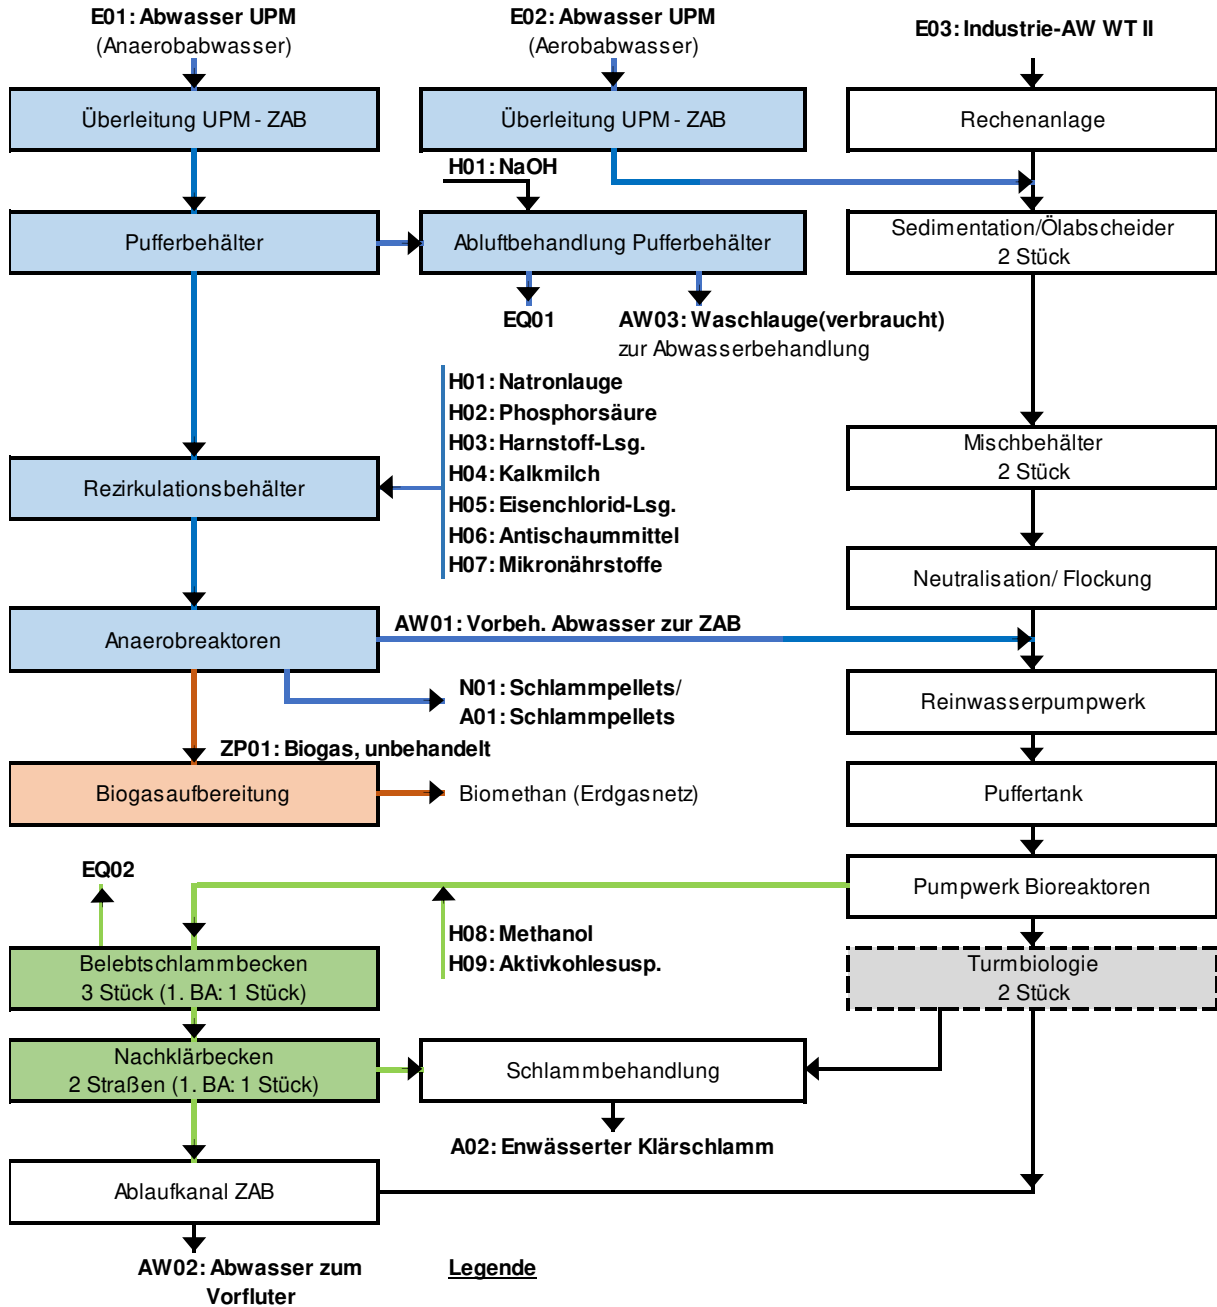 E01: Abwasser UPM
(Anaerobabwasser)
E02: Abwasser UPM
(Aerobabwasser)
E03: Industrie-AW WT II
Überleitung UPM - ZAB
Überleitung UPM - ZAB
Rechenanlage
H01: NaOH
Pufferbehälter
Abluftbehandlung Pufferbehälter
Sedimentation/Ölabscheider
2 Stück
EQ01
AW03: Waschlauge(verbraucht)
zur Abwasserbehandlung
H01: Natronlauge
H02: Phosphorsäure
H03: Harnstoff-Lsg.
H04: Kalkmilch
H05: Eisenchlorid-Lsg.
H06: Antischaummittel
H07: Mikronährstoffe
Mischbehälter
2 Stück
Rezirkulationsbehälter
Neutralisation/ Flockung
Anaerobreaktoren
AW01: Vorbeh. Abwasser zur ZAB
N01: Schlammpellets/
A01: Schlammpellets
Reinwasserpumpwerk
ZP01: Biogas, unbehandelt
Biogasaufbereitung
Biomethan (Erdgasnetz)
Puffertank
EQ02
Pumpwerk Bioreaktoren
H08: Methanol
H09: Aktivkohlesusp.
Belebtschlammbecken
3 Stück (1. BA: 1 Stück)
Turmbiologie
2 Stück
Nachklärbecken
2 Straßen (1. BA: 1 Stück)
Schlammbehandlung
A02: Enwässerter Klärschlamm
Ablaufkanal ZAB
AW02: Abwasser zum
Vorfluter
Legende